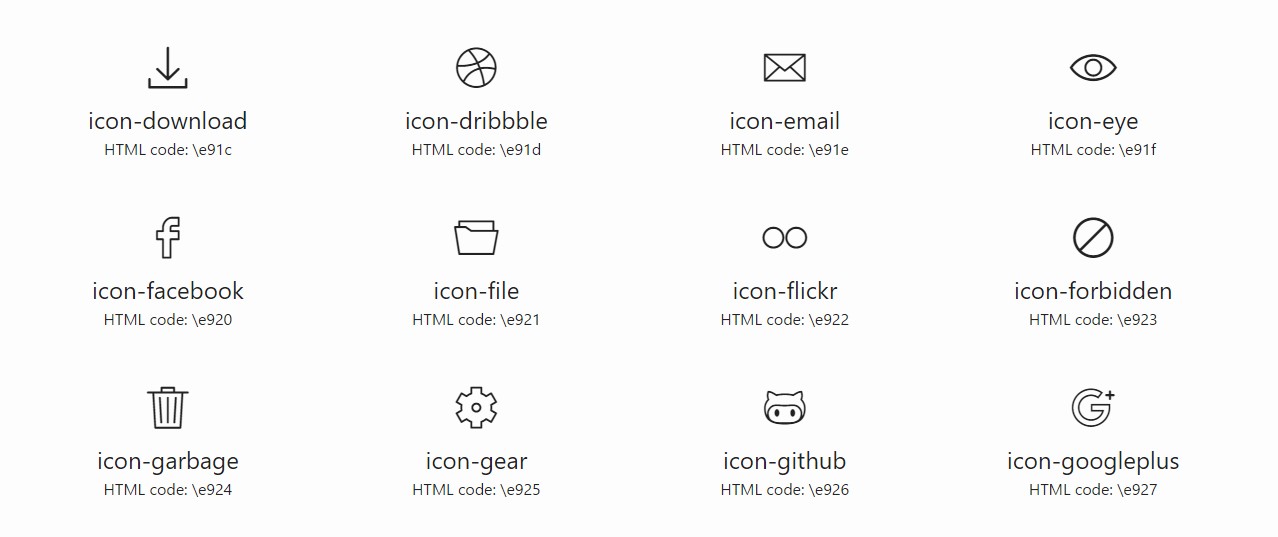 icon-download
icon-dribbble
icon-email
icon-eye
HTML code: \e91c
HTML code: \e91d
HTML code: \e91e
HTML code: \e91f
icon-facebook
icon-file
icon-flickr
icon-forbidden
HTML code: \e920
HTML code: \e921
HTML code: \e922
HTML code: \e923
icon-garbage
icon-gear
icon-github
icon-googleplus
HTML code: \e924
HTML code: \e925
HTML code: \e926
HTML code: \e927